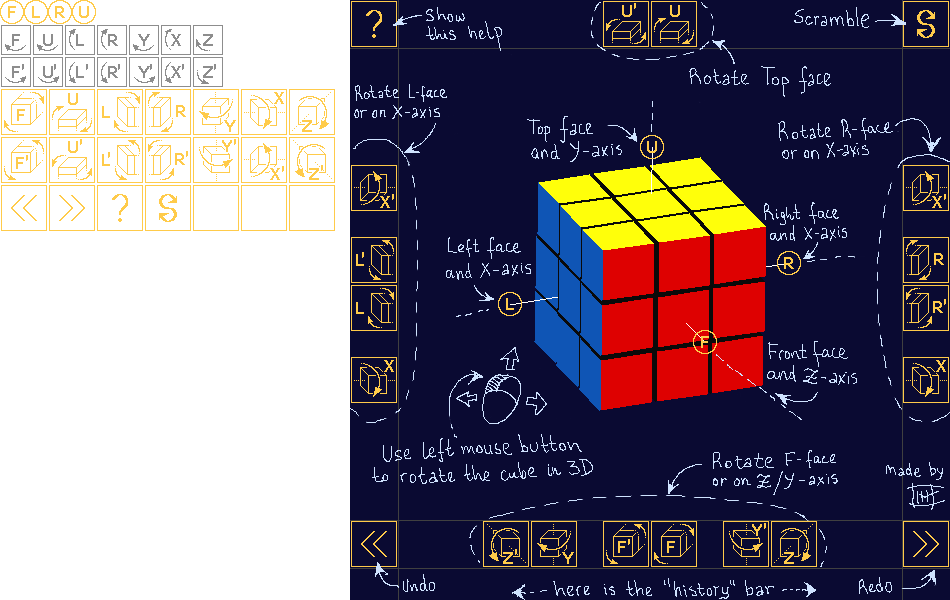 F L R U
F U L R Y X Z
F' U' L' R' Y' X' Z'
F U L R Y X Z
F' U' L' R' Y' X' Z'
? 
?
Show
this help
U' U
Scramble
Rotate Top face
Rotate L-face
or on X-axis
Top face
and Y-axis
U
Rotate R-face
or on X-axis
X'
X'
Right face
and X-axis
Left face
and X-axis
L'
R
R
L
L
R'
F
Front face
and Z-axis
X
X
Use left mouse button
to rotate the cube in 3D
Rotate F-face
or on Z/Y-axis
made by
Z' Y F' F Y' Z
Undo
here is the "history" bar
Redo